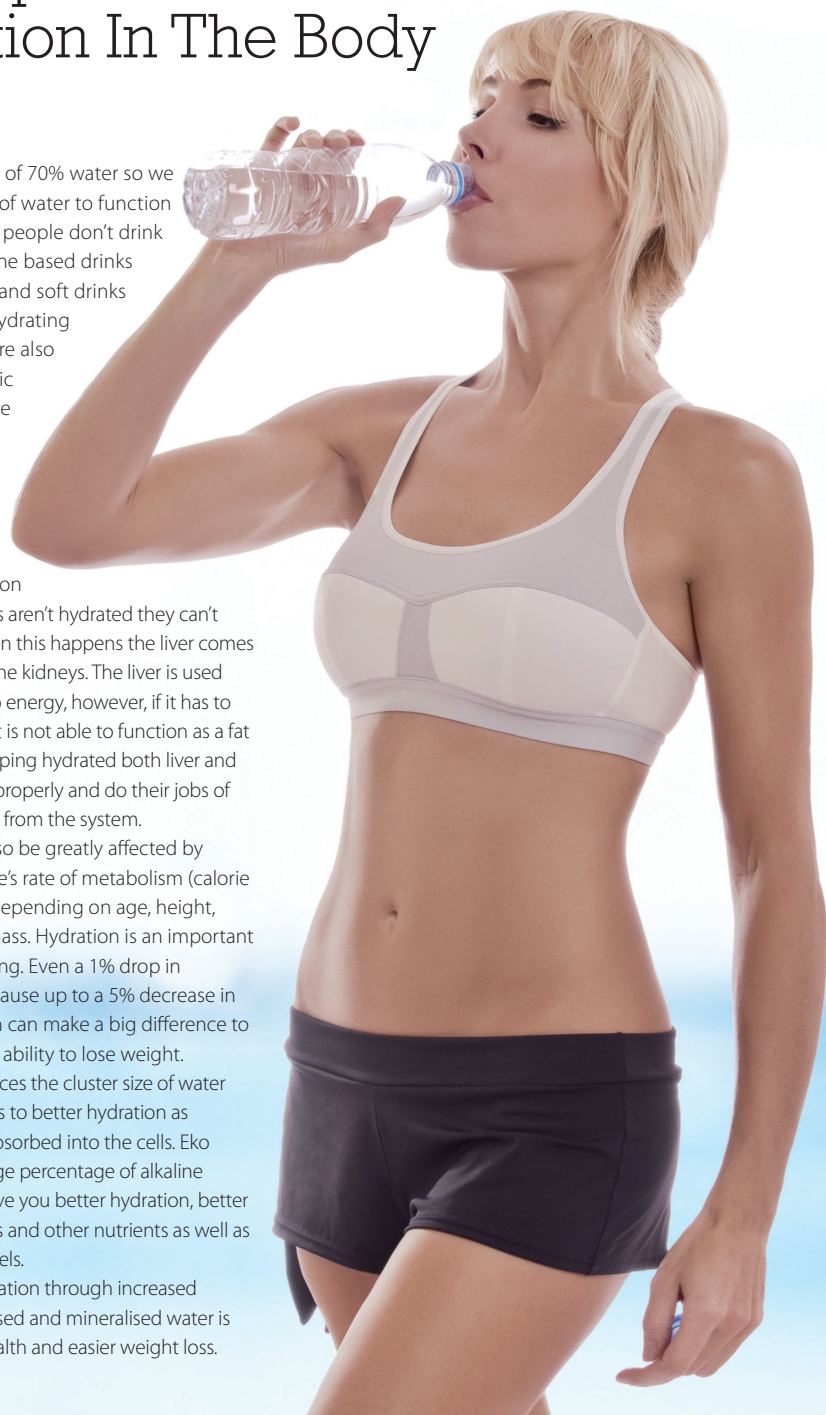 tion In The Body
of 70% water so we
of water to function
people don't drink
ne based drinks
and soft drinks
ydrating
re also
ic
e
on
s aren't hydrated they can't
n this happens the liver comes
he kidneys. The liver is used
energy, however, if it has to
t is not able to function as a fat
ping hydrated both liver and
properly and do their jobs of
from the system.
so be greatly affected by
e's rate of metabolism (calorie
epending on age, height,
ass. Hydration is an important
ng. Even a 1% drop in
ause up to a 5% decrease in
can make a big difference to
ability to lose weight.
ces the cluster size of water
s to better hydration as
bsorbed into the cells. Eko
ge percentage of alkaline
ve you better hydration, better
s and other nutrients as well as
els.
ation through increased
sed and mineralised water is
alth and easier weight loss.